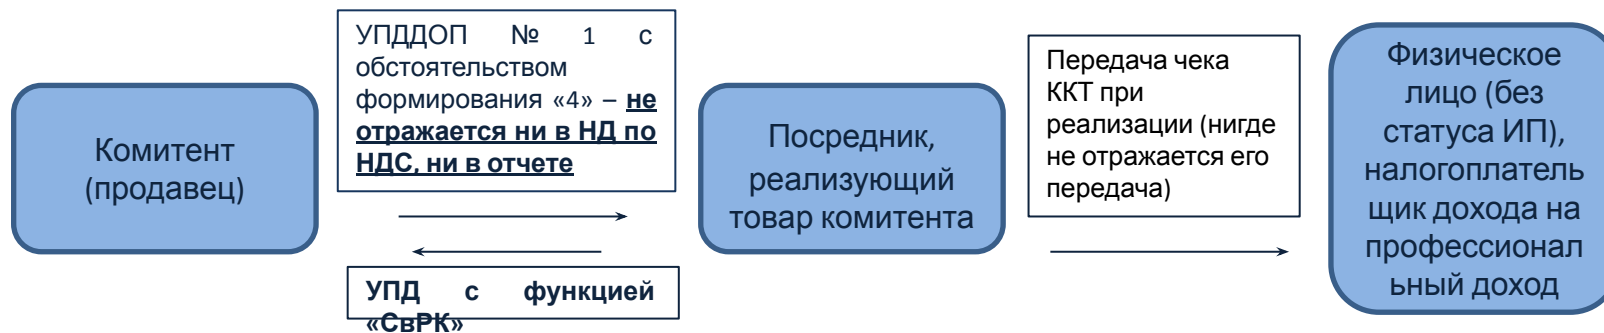 Комитент
(продавец)
УПДДОП № 1 с
обстоятельством
формирования «4» – не
отражается ни в НД по
НДС, ни в отчете
УПД с функцией
«СвРК»
Посредник,
реализующий
товар комитента
Передача чека
ККТ при
реализации (нигде
не отражается его
передача)
Физическое
лицо (без
статуса ИП),
налогоплатель
щик дохода на
профессионал
ьный доход